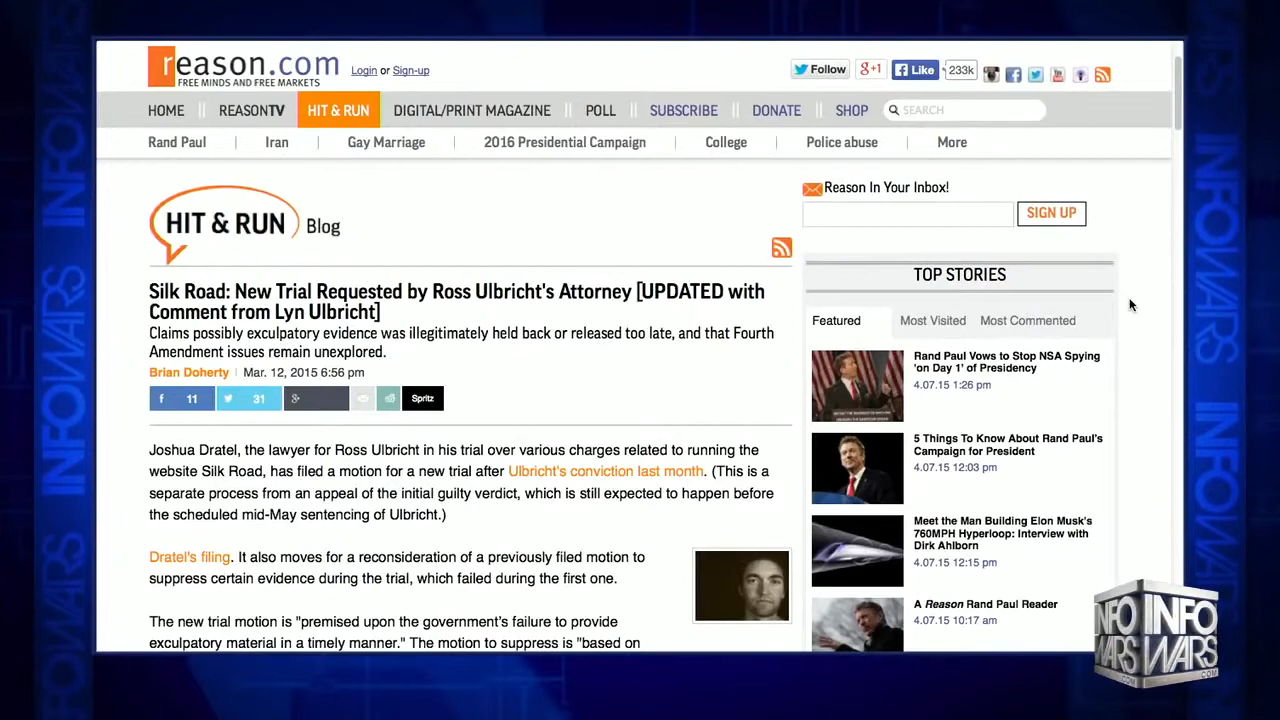 reason.com
FREE MINDS AND FREE MARKETS
Login or Sign-up
Follow
g+1
Like
233k
HOME
REASONTV
HIT & RUN
DIGITAL/PRINT MAGAZINE
POLL
SUBSCRIBE
DONATE
SHOP
SEARCH
Rand Paul
Iran
Gay Marriage
2016 Presidential Campaign
College
Police abuse
More
HIT & RUN Blog
Silk Road: New Trial Requested by Ross Ulbricht's Attorney [UPDATED with
Comment from Lyn Ulbricht]
Claims possibly exculpatory evidence was illegitimately held back or released too late, and that Fourth
Amendment issues remain unexplored.
Brian Doherty | Mar. 12, 2015 6:56 pm
11
31
Spritz
Joshua Dratel, the lawyer for Ross Ulbricht in his trial over various charges related to running the
website Silk Road, has filed a motion for a new trial after Ulbricht's conviction last month. (This is a
separate process from an appeal of the initial guilty verdict, which is still expected to happen before
the scheduled mid-May sentencing of Ulbricht.)
Dratel's filing. It also moves for a reconsideration of a previously filed motion to
suppress certain evidence during the trial, which failed during the first one.
The new trial motion is "premised upon the government's failure to provide
exculpatory material in a timely manner." The motion to suppress is "based on
Reason In Your Inbox!
SIGN UP
TOP STORIES
Featured
Most Visited
Most Commented
Rand Paul Vows to Stop NSA Spying
'on Day 1' of Presidency
4.07.15 1:26 pm
5 Things To Know About Rand Paul's
Campaign for President
4.07.15 12:03 pm
Meet the Man Building Elon Musk's
760MPH Hyperloop: Interview with
Dirk Ahlborn
4.07.15 12:15 pm
A Reason Rand Paul Reader
4.07.15 10:17 am
INFOWARS
INFOWARS
INFO
WARS
.COM
INFO
WARS
.COM